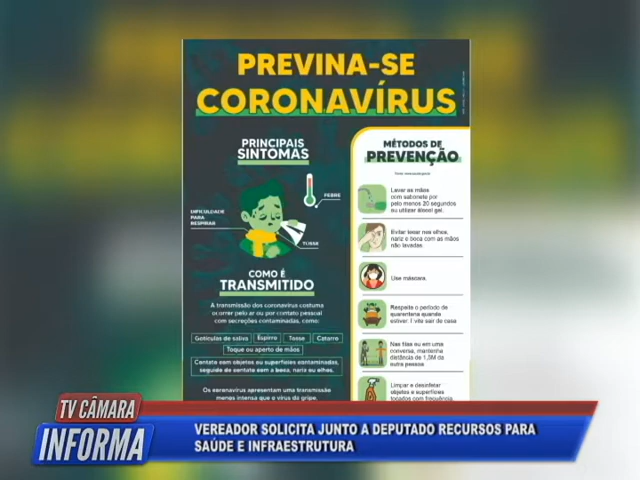 PREVINA-SE
CORONAVÍRUS
PRINCIPAIS
SINTOMAS
FEBRE
DIFICULDADE
PARA
RESPIRAR
TOSSE
COMO É
TRANSMITIDO
A transmissão dos coronavírus costuma
ocorrer pelo ar ou por contato pessoal
com secreções contaminadas, como:
Gotículas de saliva Espirro Tosse Catarro
Toque ou aperto de mãos
Contato com objetos ou superfícies contaminadas,
seguido de contato com a boca, nariz ou olhos.
Os coronavírus apresentam uma transmissão
menos intensa que o vírus da gripe.
MÉTODOS DE
PREVENÇÃO
Lavar as mãos
com sabonete por
pelo menos 20 segundos
ou utilizar álcool gel.
Evitar tocar nos olhos,
nariz e boca com as mãos
não lavadas
Use máscara.
Respeite o período de
quarentena quando
estiver. Evite sair de casa
Nas filas ou em uma
conversa, mantenha
distância de 1,5M da
outra pessoa
Limpar e desinfetar
objetos e superfícies
tocados com frequência.
TV CÂMARA
INFORMA
VEREADOR SOLICITA JUNTO A DEPUTADO RECURSOS PARA
SAÚDE E INFRAESTRUTURA